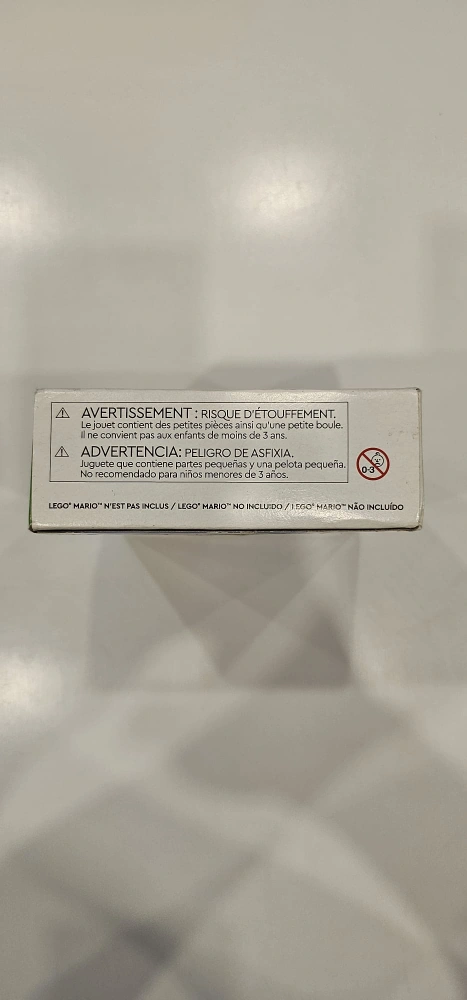 ⚠ AVERTISSEMENT : RISQUE D'ÉTOUFFEMENT.
Le jouet contient des petites pièces ainsi qu'une petite boule.
Il ne convient pas aux enfants de moins de 3 ans.
⚠ ADVERTENCIA: PELIGRO DE ASFIXIA.
Juguete que contiene partes pequeñas y una pelota pequeña.
No recomendado para niños menores de 3 años.
0-3
LEGO® MARIO™ N'EST PAS INCLUS / LEGO® MARIO™ NO INCLUIDO / LEGO® MARIO™ NÃO INCLUÍDO